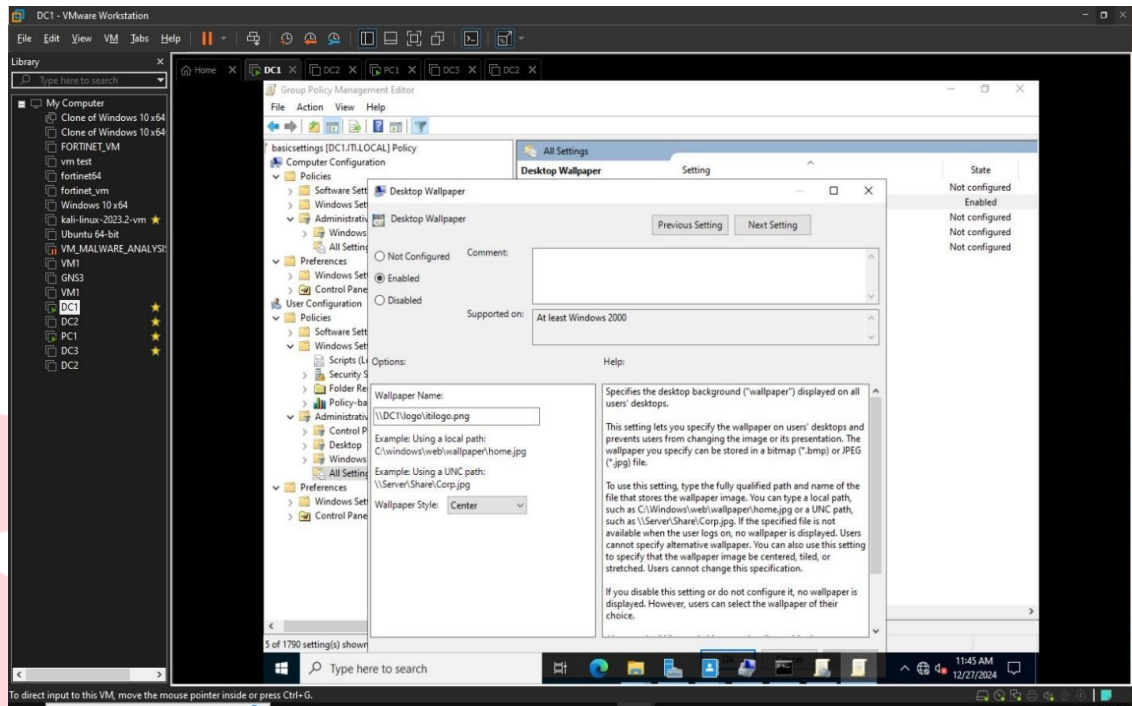 DC1 - VMware Workstation
File Edit View VM Tabs Help
Library
Type here to search
My Computer
Clone of Windows 10 x64
Clone of Windows 10 x64
FORTINET_VM
vm test
fortinet64
fortinet_vm
Windows 10 x64
kali-linux-2023.2-vm
Ubuntu 64-bit
VM_MALWARE_ANALYSI
VM1
GNS3
VM1
DC1
DC2
PC1
DC3
DC2
Home DC1 DC2 PC1 DC3 DC2
Group Policy Management Editor
File Action View Help
basicsettings [DC1.ITI.LOCAL] Policy
Computer Configuration
Policies
Software Sett
Windows Sett
Administrativ
Windows
All Setting
Preferences
Windows Sett
Control Pane
User Configuration
Policies
Software Sett
Windows Sett
Scripts (L
Security S
Folder Re
Policy-ba
Administrativ
Control P
Desktop
Windows
All Setting
Preferences
Windows Sett
Control Pane
5 of 1790 setting(s) shown
All Settings
Desktop Wallpaper Setting State
Not configured
Enabled
Not configured
Not configured
Not configured
Desktop Wallpaper
Desktop Wallpaper
Previous Setting Next Setting
Not Configured
Enabled
Disabled
Comment:
Supported on: At least Windows 2000
Options:
Wallpaper Name:
\\DC1\logo\itilogo.png
Example: Using a local path:
C:\windows\web\wallpaper\home.jpg
Example: Using a UNC path:
\\Server\Share\Corp.jpg
Wallpaper Style: Center
Help:
Specifies the desktop background ("wallpaper") displayed on all
users' desktops.
This setting lets you specify the wallpaper on users' desktops and
prevents users from changing the image or its presentation. The
wallpaper you specify can be stored in a bitmap (*.bmp) or JPEG
(*.jpg) file.
To use this setting, type the fully qualified path and name of the
file that stores the wallpaper image. You can type a local path,
such as C:\Windows\web\wallpaper\home.jpg or a UNC path,
such as \\Server\Share\Corp.jpg. If the specified file is not
available when the user logs on, no wallpaper is displayed. Users
cannot specify alternative wallpaper. You can also use this setting
to specify that the wallpaper image be centered, tiled, or
stretched. Users cannot change this specification.
If you disable this setting or do not configure it, no wallpaper is
displayed. However, users can select the wallpaper of their
choice.
Type here to search
11:45 AM
12/27/2024
To direct input to this VM, move the mouse pointer inside or press Ctrl+G.